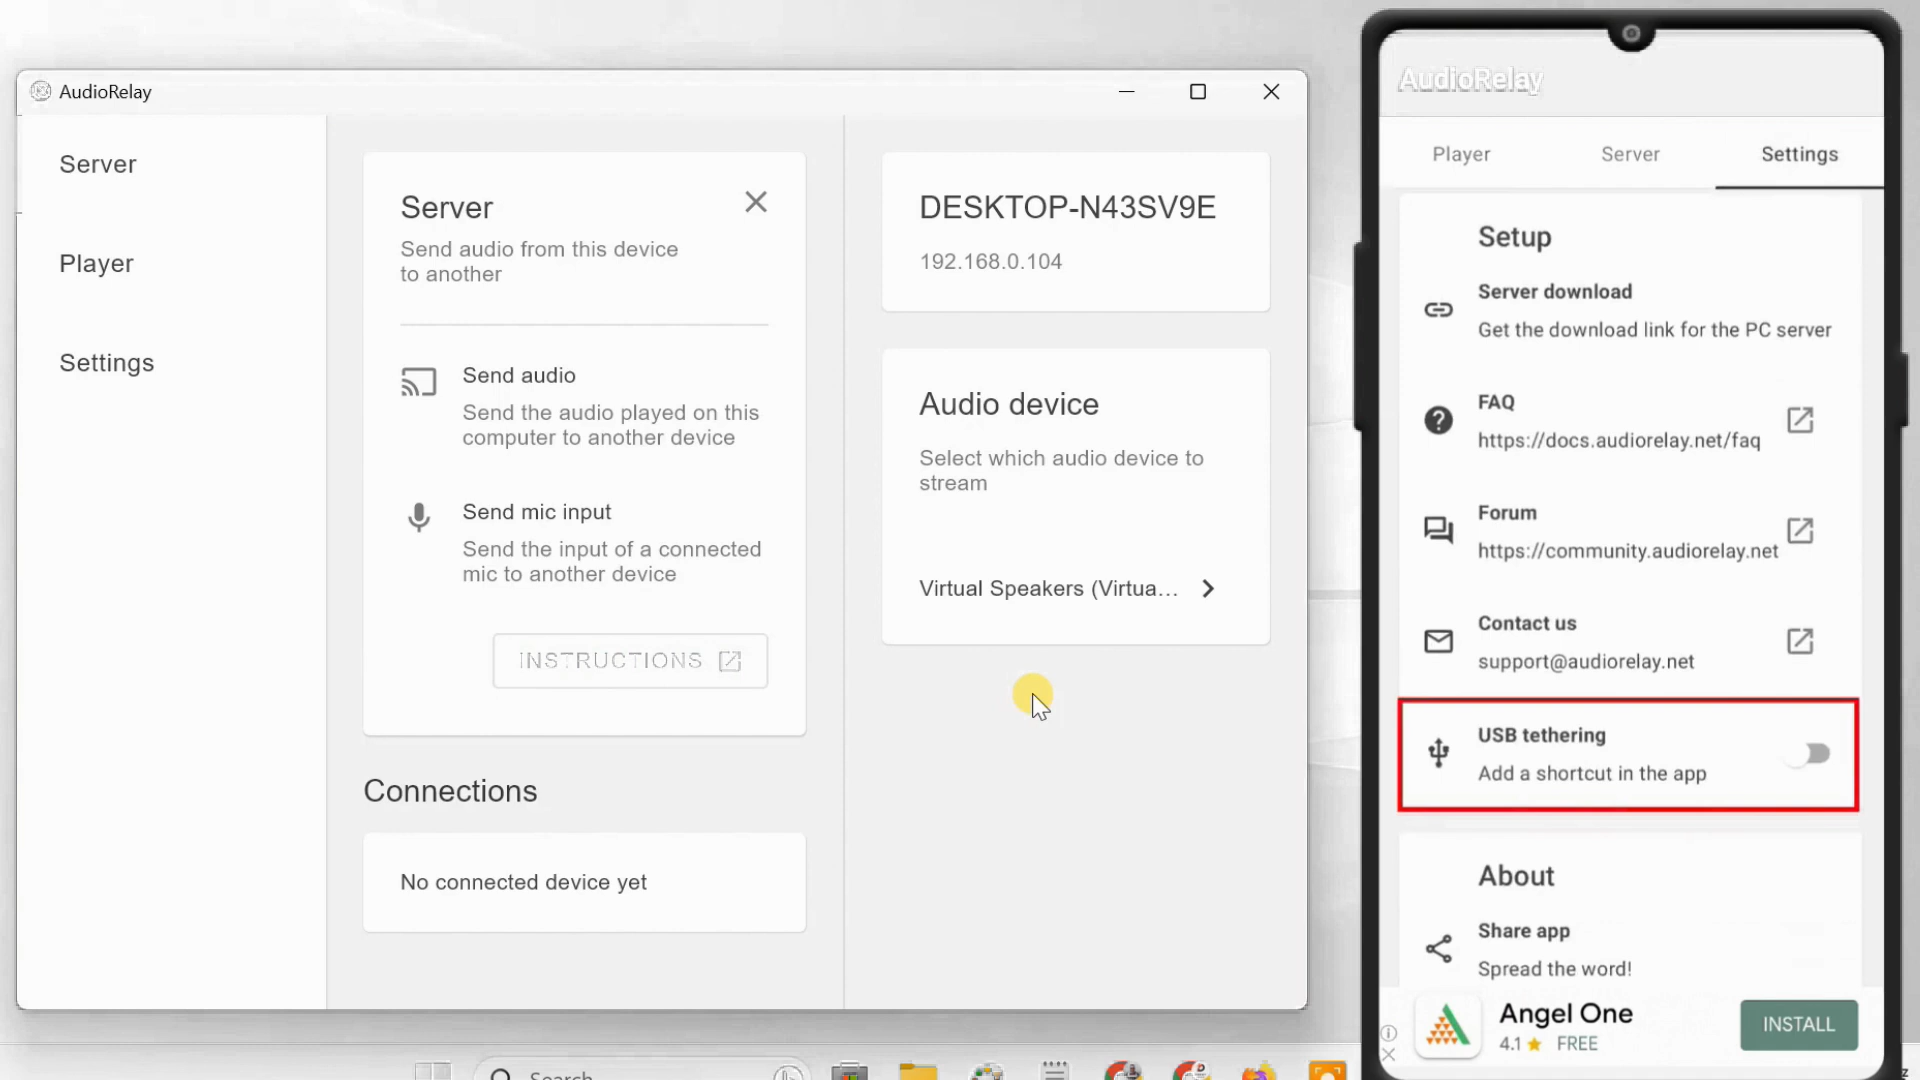 AudioRelay
Server
Player
Settings
Server
Send audio from this device
to another
Send audio
Send the audio played on this
computer to another device
Send mic input
Send the input of a connected
mic to another device
INSTRUCTIONS
Connections
No connected device yet
DESKTOP-N43SV9E
192.168.0.104
Audio device
Select which audio device to
stream
Virtual Speakers (Virtua...
Search
AudioRelay
Player
Server
Settings
Setup
Server download
Get the download link for the PC server
FAQ
https://docs.audiorelay.net/faq
Forum
https://community.audiorelay.net
Contact us
support@audiorelay.net
USB tethering
Add a shortcut in the app
About
Share app
Spread the word!
Angel One
4.1 ★ FREE
INSTALL